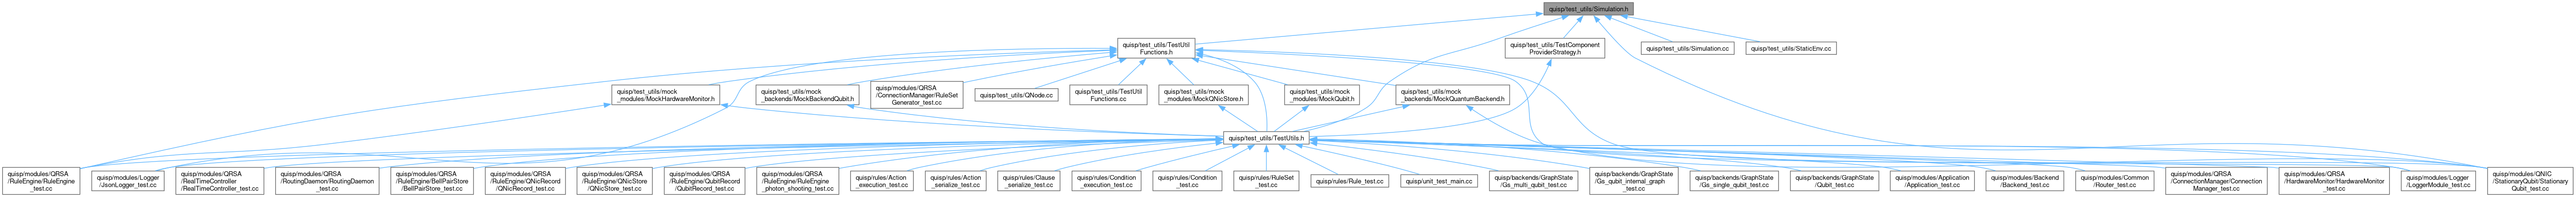 quisp/test_utils/Simulation.h
quisp/test_utils/TestUtil
Functions.h
quisp/test_utils/TestComponent
ProviderStrategy.h
quisp/test_utils/Simulation.cc
quisp/test_utils/StaticEnv.cc
quisp/test_utils/mock
_modules/MockHardwareMonitor.h
quisp/test_utils/mock
_backends/MockBackendQubit.h
quisp/modules/QRSA
/ConnectionManager/RuleSet
Generator_test.cc
quisp/test_utils/QNode.cc
quisp/test_utils/TestUtil
Functions.cc
quisp/test_utils/mock
_modules/MockQNicStore.h
quisp/test_utils/mock
_modules/MockQubit.h
quisp/test_utils/mock
_backends/MockQuantumBackend.h
quisp/test_utils/TestUtils.h
quisp/modules/QRSA
/RuleEngine/RuleEngine
_test.cc
quisp/modules/Logger
/JsonLogger_test.cc
quisp/modules/QRSA
/RealTimeController
/RealTimeController_test.cc
quisp/modules/QRSA
/RoutingDaemon/RoutingDaemon
_test.cc
quisp/modules/QRSA
/RuleEngine/BellPairStore
/BellPairStore_test.cc
quisp/modules/QRSA
/RuleEngine/QNicRecord
/QNicRecord_test.cc
quisp/modules/QRSA
/RuleEngine/QNicStore
/QNicStore_test.cc
quisp/modules/QRSA
/RuleEngine/QubitRecord
/QubitRecord_test.cc
quisp/modules/QRSA
/RuleEngine/RuleEngine
_photon_shooting_test.cc
quisp/rules/Action
_execution_test.cc
quisp/rules/Action
_serialize_test.cc
quisp/rules/Clause
_serialize_test.cc
quisp/rules/Condition
_execution_test.cc
quisp/rules/Condition
_test.cc
quisp/rules/RuleSet
_test.cc
quisp/rules/Rule_test.cc
quisp/unit_test_main.cc
quisp/backends/GraphState
/Gs_multi_qubit_test.cc
quisp/backends/GraphState
/Gs_qubit_internal_graph
_test.cc
quisp/backends/GraphState
/Gs_single_qubit_test.cc
quisp/backends/GraphState
/Qubit_test.cc
quisp/modules/Application
/Application_test.cc
quisp/modules/Backend
/Backend_test.cc
quisp/modules/Common
/Router_test.cc
quisp/modules/QRSA
/ConnectionManager/Connection
Manager_test.cc
quisp/modules/QRSA
/HardwareMonitor/HardwareMonitor
_test.cc
quisp/modules/Logger
/LoggerModule_test.cc
quisp/modules/QNIC
/StationaryQubit/Stationary
Qubit_test.cc